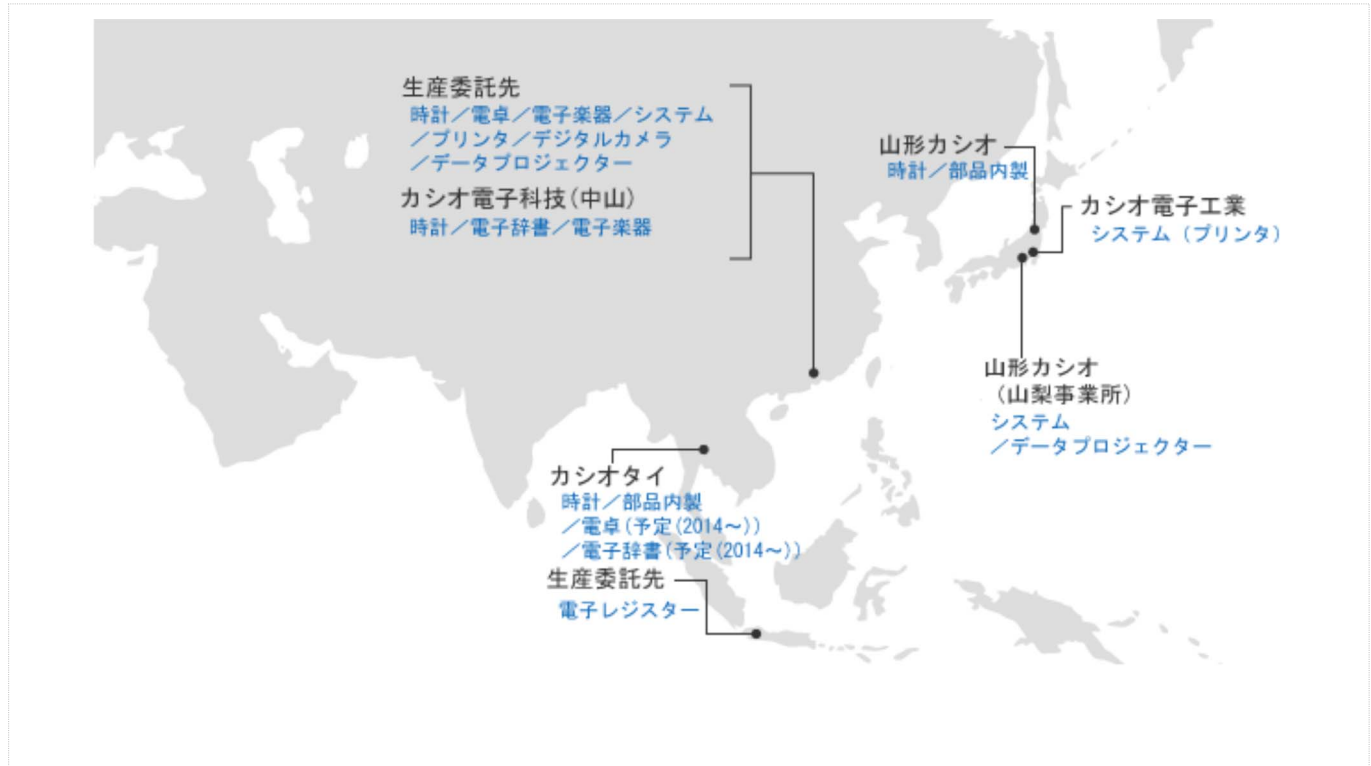 生産委託先
時計／電卓／電子楽器／システム
／プリンタ／デジタルカメラ
／データプロジェクター
カシオ電子科技（中山）
時計／電子辞書／電子楽器
山形カシオ
時計／部品内製
カシオ電子工業
システム（プリンタ）
山形カシオ
（山梨事業所）
システム
／データプロジェクター
カシオタイ
時計／部品内製
／電卓（予定（2014～））
／電子辞書（予定（2014～））
生産委託先
電子レジスター